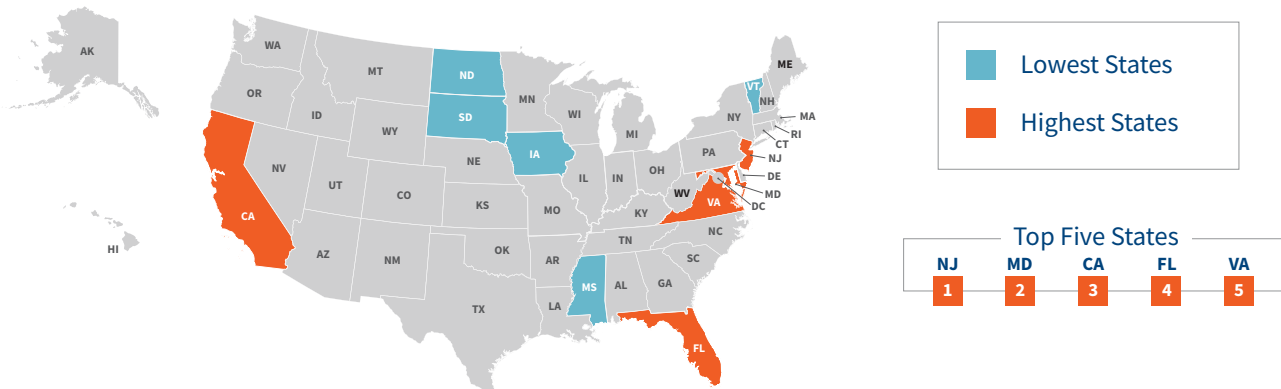 AK
WA
MT
ND
MN
ME
VT
NH
OR
ID
WY
SD
WI
MI
NY
MA
RI
CT
IA
NE
PA
NJ
NV
UT
CO
IL
IN
OH
DE
MD
DC
WV
VA
CA
KS
MO
KY
HI
AZ
NM
OK
AR
TN
NC
SC
MS
AL
GA
TX
LA
FL
Lowest States
Highest States
Top Five States
NJ MD CA FL VA
1 2 3 4 5